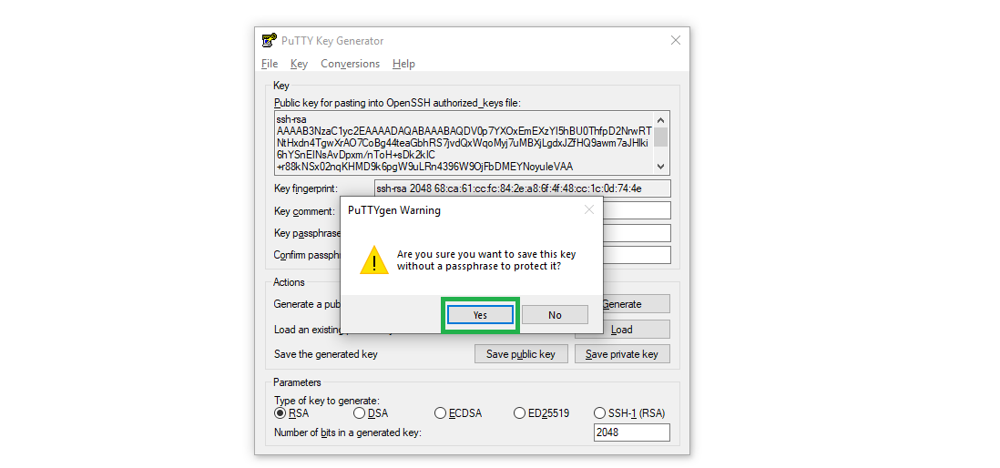 PuTTY Key Generator
File Key Conversions Help
Key
Public key for pasting into OpenSSH authorized_keys file:
ssh-rsa
AAAAB3NzaC1yc2EAAAADAQABAAABAQDV0p7YXOxEmEXzYI5hBU0ThfpD2NrwRT
NtHxdn4TgwXrAO7CoBg44teaGbhRS7jvdQxWqoMyj7uMBXjLgdxJZfHQ9awm7aJHlki
6hYSnEINsAvDpxm/nToH+sDk2kIC
+r88kNSx02nqKHMD9k6pgW9uLRn4396W9OjFbDMEYNoyuleVAA
Key fingerprint: ssh-rsa 2048 68:ca:61:cc:fc:84:2e:a8:6f:4f:48:cc:1c:0d:74:4e
Key comment:
Key passphrase
Confirm passphr
PuTTYgen Warning
Are you sure you want to save this key
without a passphrase to protect it?
Yes No
Actions
Generate a pub Generate
Load an existing Load
Save the generated key Save public key Save private key
Parameters
Type of key to generate:
RSA DSA ECDSA ED25519 SSH-1 (RSA)
Number of bits in a generated key: 2048